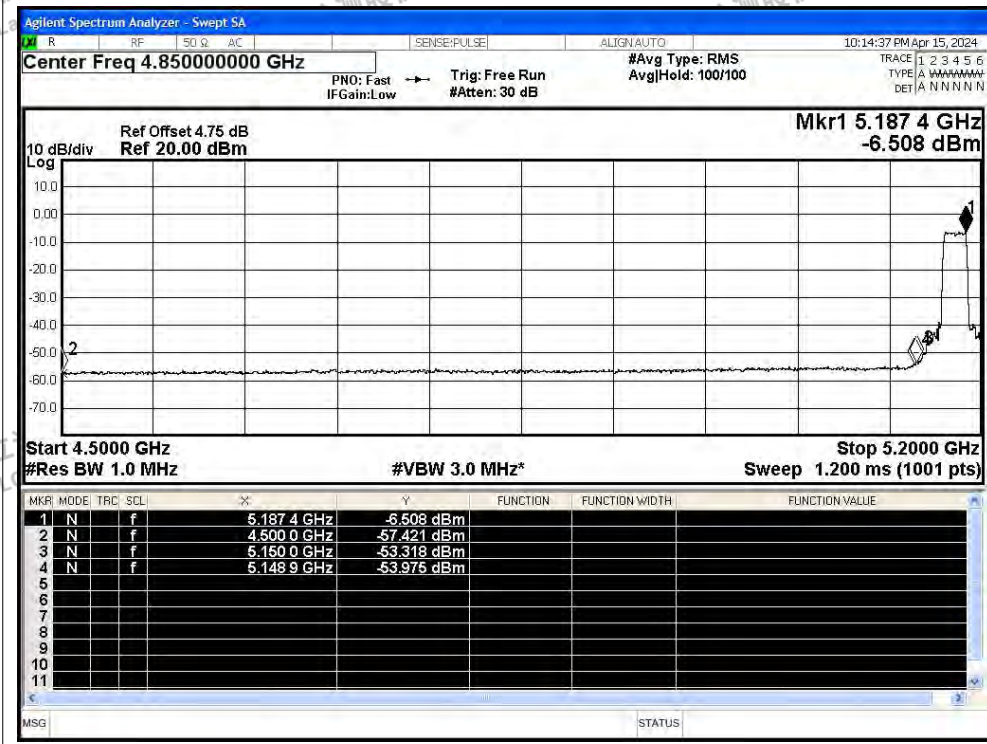 Agilent Spectrum Analyzer - Swept SA
R RF 50 Ω AC SENSE:PULSE ALIGN AUTO 10:14:37 PM Apr 15, 2024
Center Freq 4.850000000 GHz #Avg Type: RMS TRACE 1 2 3 4 5 6
PNO: Fast Trig: Free Run Avg|Hold: 100/100 TYPE A WWWWW
IFGain:Low #Atten: 30 dB DET A N N N N N
Mkr1 5.187 4 GHz
Ref Offset 4.75 dB -6.508 dBm
10 dB/div Ref 20.00 dBm
Log
10.0
0.00
-10.0
-20.0
-30.0
-40.0
-50.0
-60.0
-70.0
1
2
Start 4.5000 GHz Stop 5.2000 GHz
#Res BW 1.0 MHz #VBW 3.0 MHz* Sweep 1.200 ms (1001 pts)
MKR MODE TRC SCL X Y FUNCTION FUNCTION WIDTH FUNCTION VALUE
1 N f 5.187 4 GHz -6.508 dBm
2 N f 4.500 0 GHz -57.421 dBm
3 N f 5.150 0 GHz -53.318 dBm
4 N f 5.148 9 GHz -53.975 dBm
5
6
7
8
9
10
11
MSG STATUS